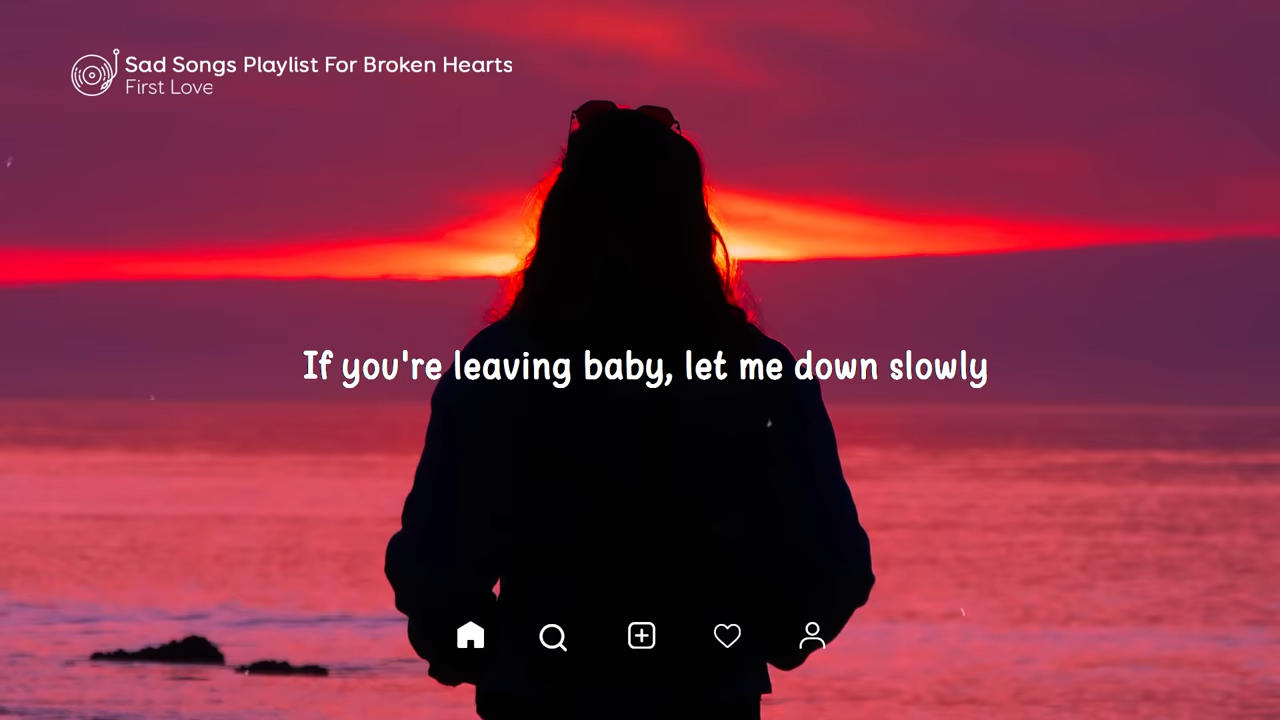 Sad Songs Playlist For Broken Hearts
First Love
If you're leaving baby, let me down slowly